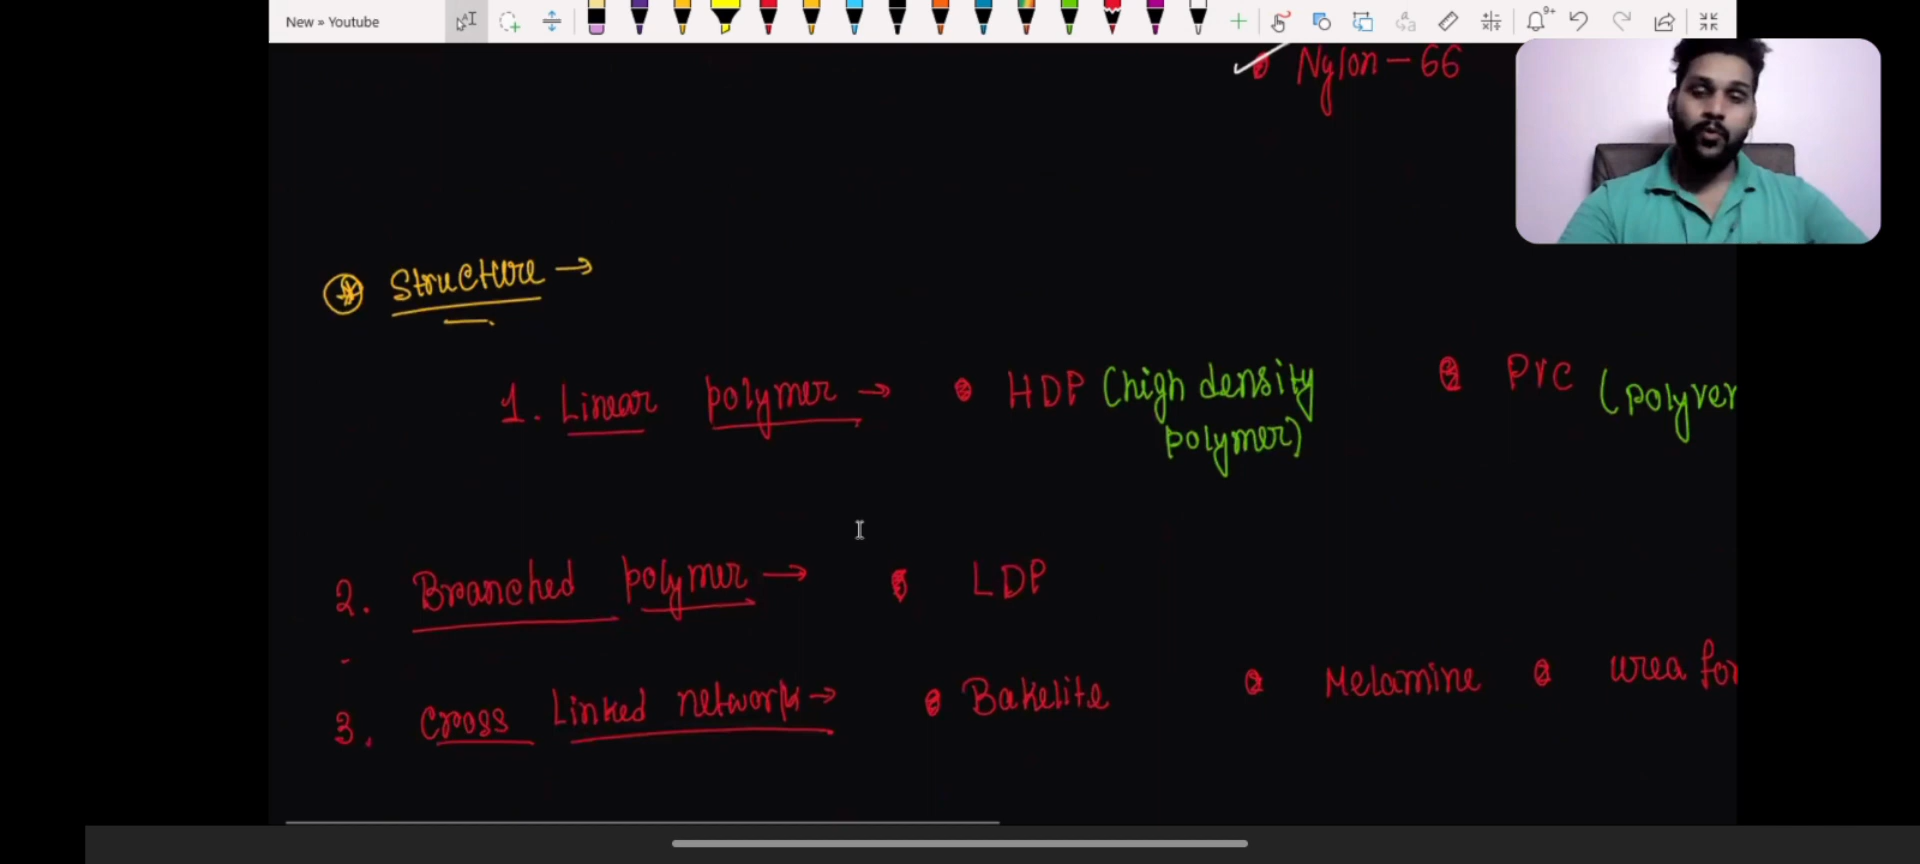 New » Youtube
9+
Nylon - 66
Structure →
1. Linear polymer → HDP (high density polymer) PVC (polyver
2. Branched polymer → LDP
3. Cross Linked network → Bakelite Melamine urea for